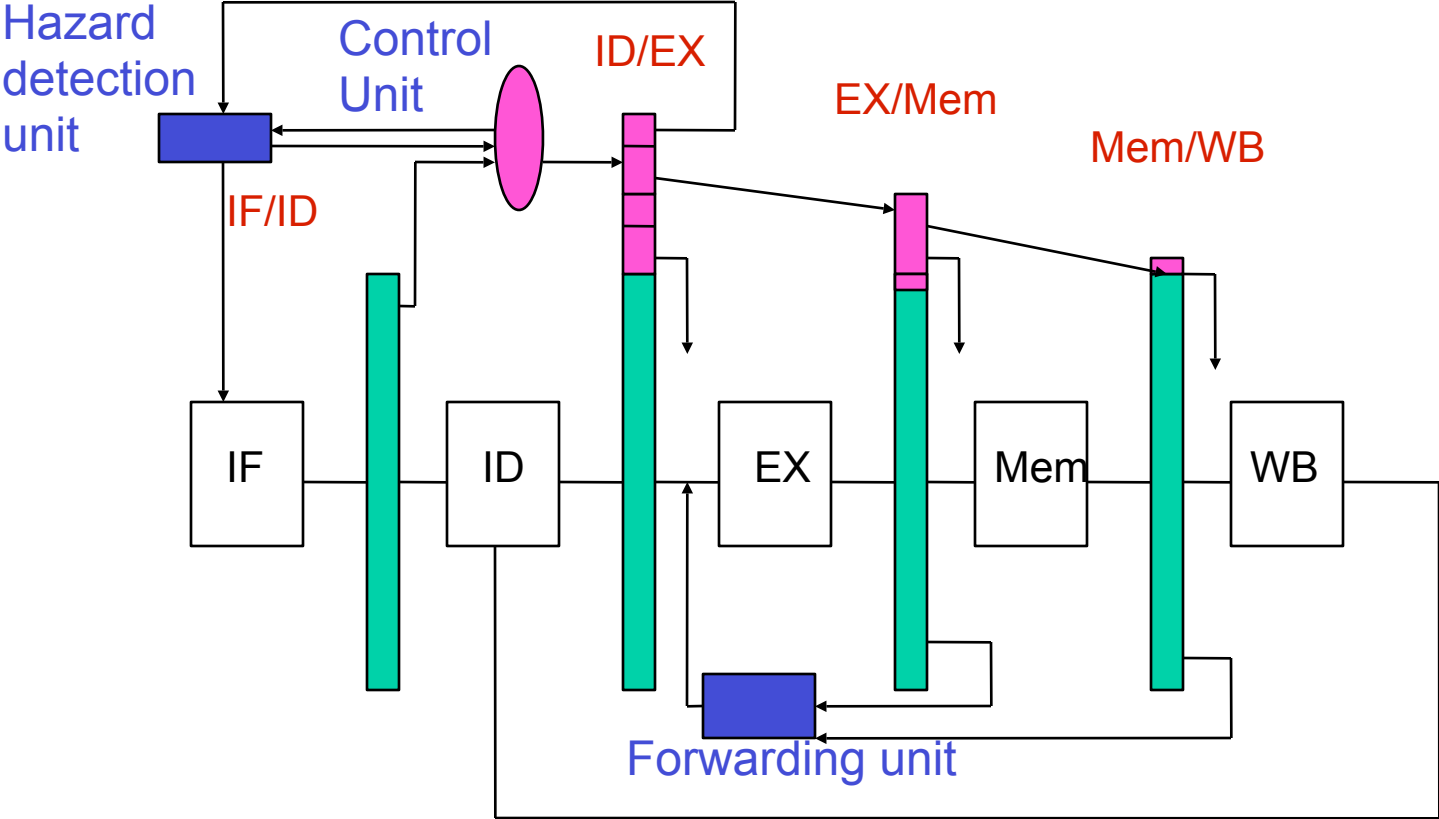 Hazard
detection
unit
Control
Unit
ID/EX
EX/Mem
Mem/WB
IF/ID
IF
ID
EX
Mem
WB
Forwarding unit